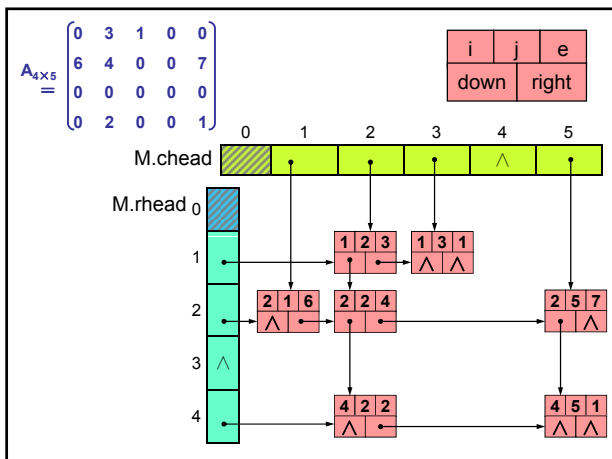 A4×5
=
0 3 1 0 0
6 4 0 0 7
0 0 0 0 0
0 2 0 0 1
i j e
down right
0 1 2 3 4 5
M.chead ∧
M.rhead 0
1 1 2 3 1 3 1
∧ ∧
2 2 1 6 2 2 4 2 5 7
∧ ∧
3 ∧
4 4 2 2 4 5 1
∧ ∧ ∧